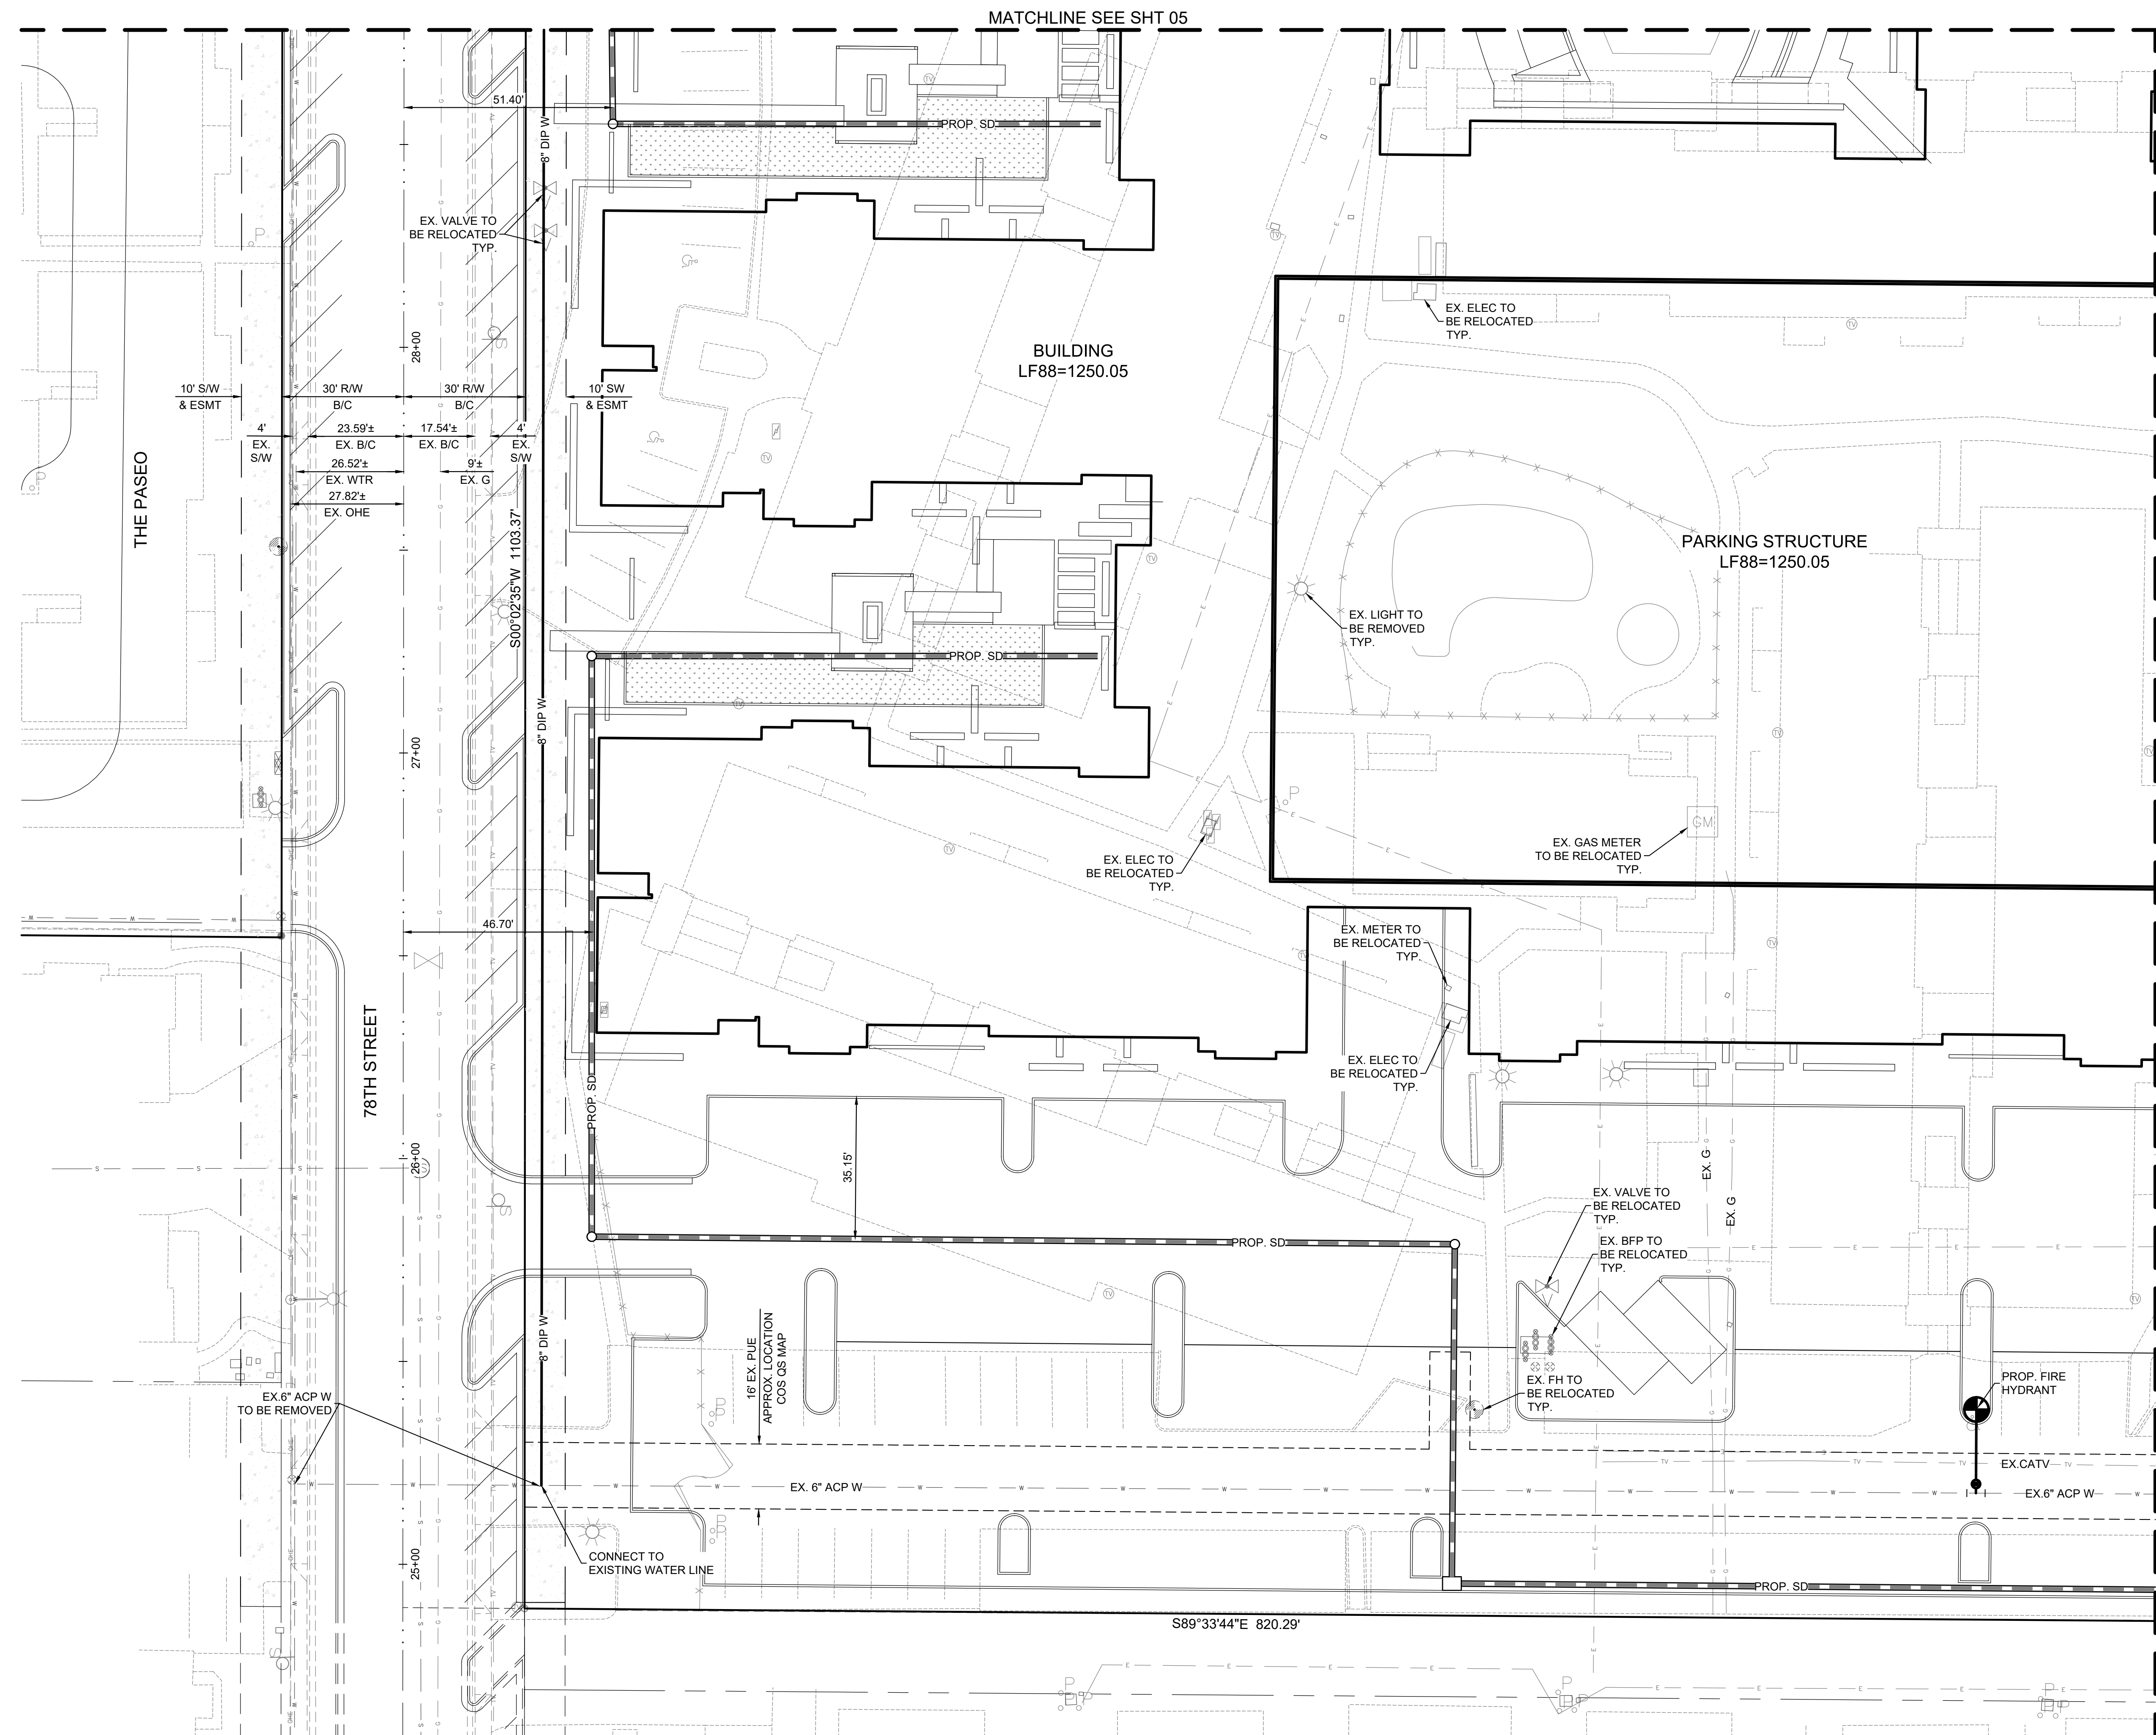 MATCHLINE SEE SHT 05
51.40'
8" DIP W
PROP. SD
EX. VALVE TO
BE RELOCATED
TYP.
28+00
BUILDING
LF88=1250.05
EX. ELEC TO
BE RELOCATED
TYP.
10' S/W
& ESMT
30' R/W
B/C
30' R/W
B/C
10' SW
& ESMT
4'
EX.
S/W
23.59'±
EX. B/C
17.54'±
EX. B/C
4'
EX.
S/W
26.52'±
EX. WTR
9'±
EX. G
27.82'±
EX. OHE
THE PASEO
S00°02'35"W 1103.37'
PARKING STRUCTURE
LF88=1250.05
EX. LIGHT TO
BE REMOVED
TYP.
PROP. SD
8" DIP W
27+00
EX. ELEC TO
BE RELOCATED
TYP.
GM
EX. GAS METER
TO BE RELOCATED
TYP.
46.70'
EX. METER TO
BE RELOCATED
TYP.
EX. ELEC TO
BE RELOCATED
TYP.
78TH STREET
PROP. SD
26+00
35.15'
EX. G
EX. G
EX. VALVE TO
BE RELOCATED
TYP.
PROP. SD
EX. BFP TO
BE RELOCATED
TYP.
8" DIP W
16' EX. PUE
APPROX. LOCATION
COS QS MAP
EX.6" ACP W
TO BE REMOVED
EX. FH TO
BE RELOCATED
TYP.
PROP. FIRE
HYDRANT
EX.CATV
EX. 6" ACP W
EX.6" ACP W
25+00
CONNECT TO
EXISTING WATER LINE
PROP. SD
S89°33'44"E 820.29'